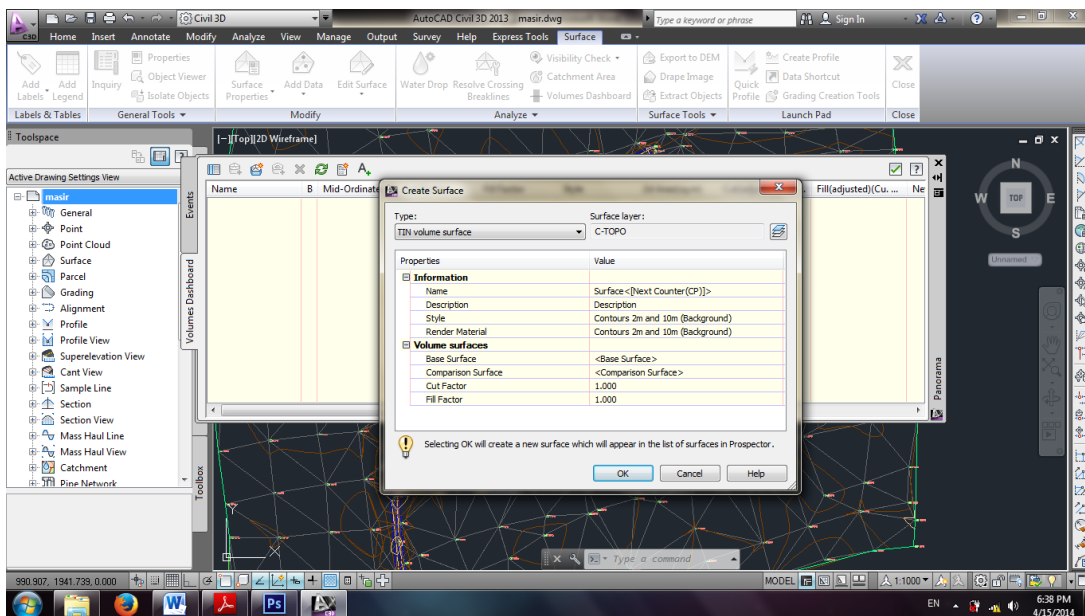 Civil 3D
AutoCAD Civil 3D 2013 masir.dwg
Type a keyword or phrase
Sign In
C3D
Home Insert Annotate Modify Analyze View Manage Output Survey Help Express Tools Surface
Properties
Object Viewer
Isolate Objects
Add Labels
Add Legend
Inquiry
Surface Properties
Add Data
Edit Surface
Water Drop
Resolve Crossing Breaklines
Visibility Check
Catchment Area
Volumes Dashboard
Export to DEM
Drape Image
Extract Objects
Quick Profile
Create Profile
Data Shortcut
Grading Creation Tools
Close
Labels & Tables General Tools Modify Analyze Surface Tools Launch Pad Close
Toolspace
[−][Top][2D Wireframe]
Active Drawing Settings View
masir
General
Point
Point Cloud
Surface
Parcel
Grading
Alignment
Profile
Profile View
Superelevation View
Cant View
Sample Line
Section
Section View
Mass Haul Line
Mass Haul View
Catchment
Pipe Network
Toolbox
Events
Volumes Dashboard
Name B Mid-Ordinate
Fill(adjusted)(Cu. ... Ne
Panorama
Create Surface
Type: Surface layer:
TIN volume surface C-TOPO
Properties Value
Information
Name Surface<[Next Counter(CP)]>
Description Description
Style Contours 2m and 10m (Background)
Render Material Contours 2m and 10m (Background)
Volume surfaces
Base Surface <Base Surface>
Comparison Surface <Comparison Surface>
Cut Factor 1.000
Fill Factor 1.000
Selecting OK will create a new surface which will appear in the list of surfaces in Prospector.
OK Cancel Help
N
W TOP E
S
Unnamed
Type a command
990.907, 1941.739, 0.000
MODEL
1:1000
W
Ps
EN
6:38 PM
4/15/2014